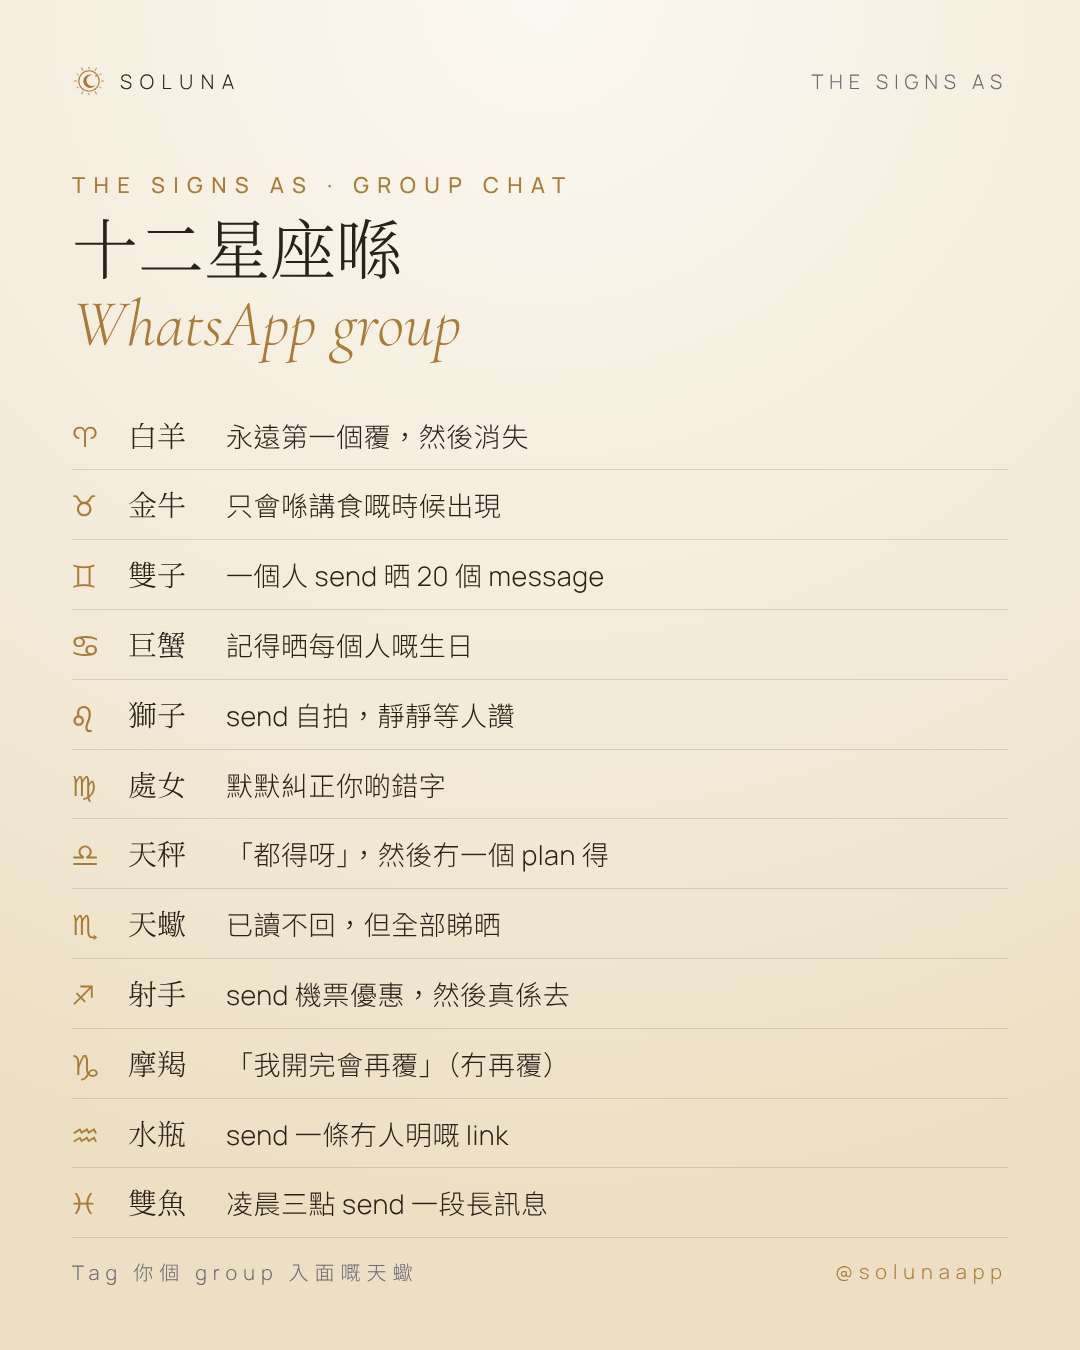 SOLUNA
THE SIGNS AS
THE SIGNS AS · GROUP CHAT
十二星座喺
WhatsApp group
♈ 白羊 永遠第一個覆，然後消失
♉ 金牛 只會喺講食嘅時候出現
♊ 雙子 一個人 send 晒 20 個 message
♋ 巨蟹 記得晒每個人嘅生日
♌ 獅子 send 自拍，靜靜等人讚
♍ 處女 默默糾正你啲錯字
♎ 天秤 「都得呀」，然後冇一個 plan 得
♏ 天蠍 已讀不回，但全部睇晒
♐ 射手 send 機票優惠，然後真係去
♑ 摩羯 「我開完會再覆」（冇再覆）
♒ 水瓶 send 一條冇人明嘅 link
♓ 雙魚 凌晨三點 send 一段長訊息
Tag 你個 group 入面嘅天蠍
@solunaapp